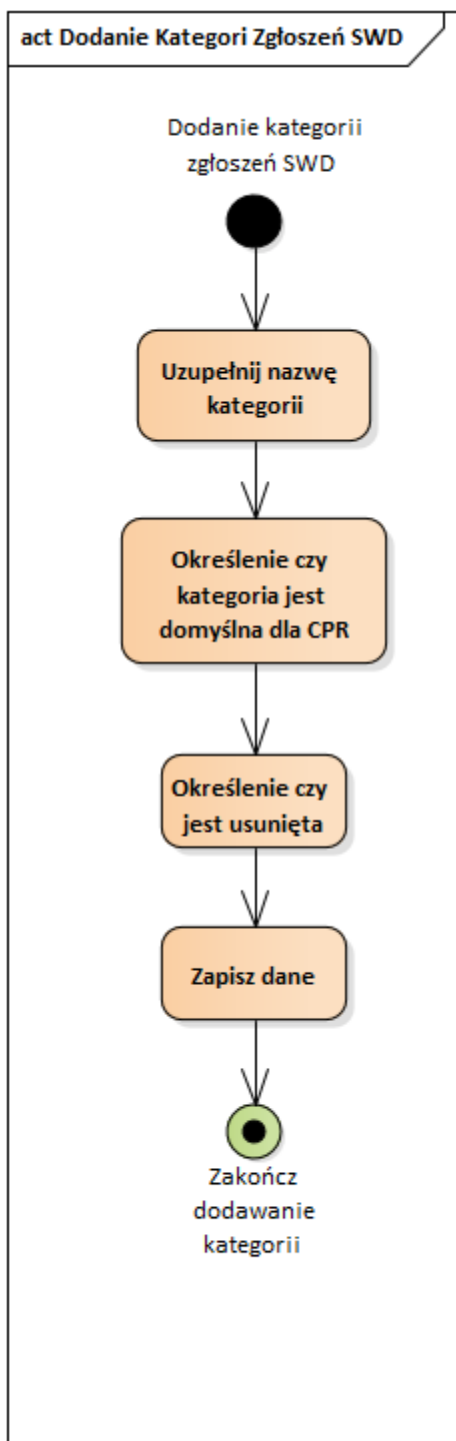 act Dodanie Kategori Zgłoszeń SWD
Dodanie kategorii
zgłoszeń SWD
Uzupełnij nazwę
kategorii
Określenie czy
kategoria jest
domyślna dla CPR
Określenie czy
jest usunięta
Zapisz dane
Zakończ
dodawanie
kategorii